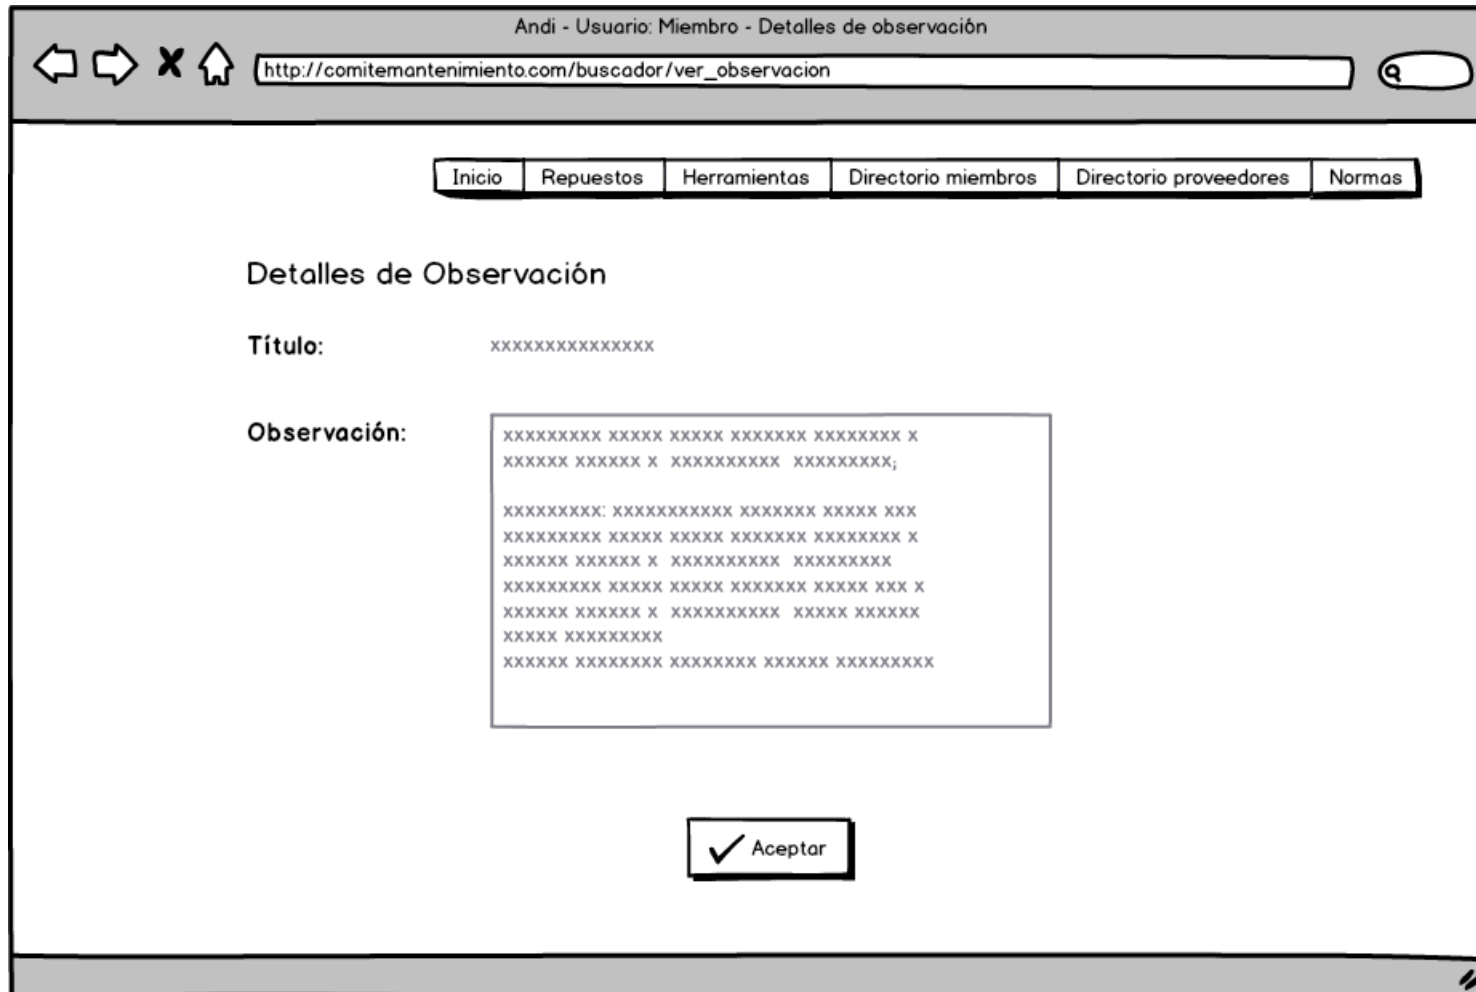 Andi - Usuario: Miembro - Detalles de observación
http://comitemantenimiento.com/buscador/ver_observacion
Inicio Repuestos Herramientas Directorio miembros Directorio proveedores Normas
Detalles de Observación
Título: xxxxxxxxxxxxxxx
Observación:
xxxxxxxxx xxxxx xxxxx xxxxxxx xxxxxxxx x
xxxxxx xxxxxx x xxxxxxxxxx xxxxxxxxx;
xxxxxxxxx: xxxxxxxxxxx xxxxxxx xxxxx xxx
xxxxxxxxx xxxxx xxxxx xxxxxxx xxxxxxxx x
xxxxxx xxxxxx x xxxxxxxxxx xxxxxxxxx
xxxxxxxxx xxxxx xxxxx xxxxxxx xxxxx xxx x
xxxxxx xxxxxx x xxxxxxxxxx xxxxx xxxxxx
xxxxx xxxxxxxxx
xxxxxx xxxxxxxx xxxxxxxx xxxxxx xxxxxxxxx
Aceptar